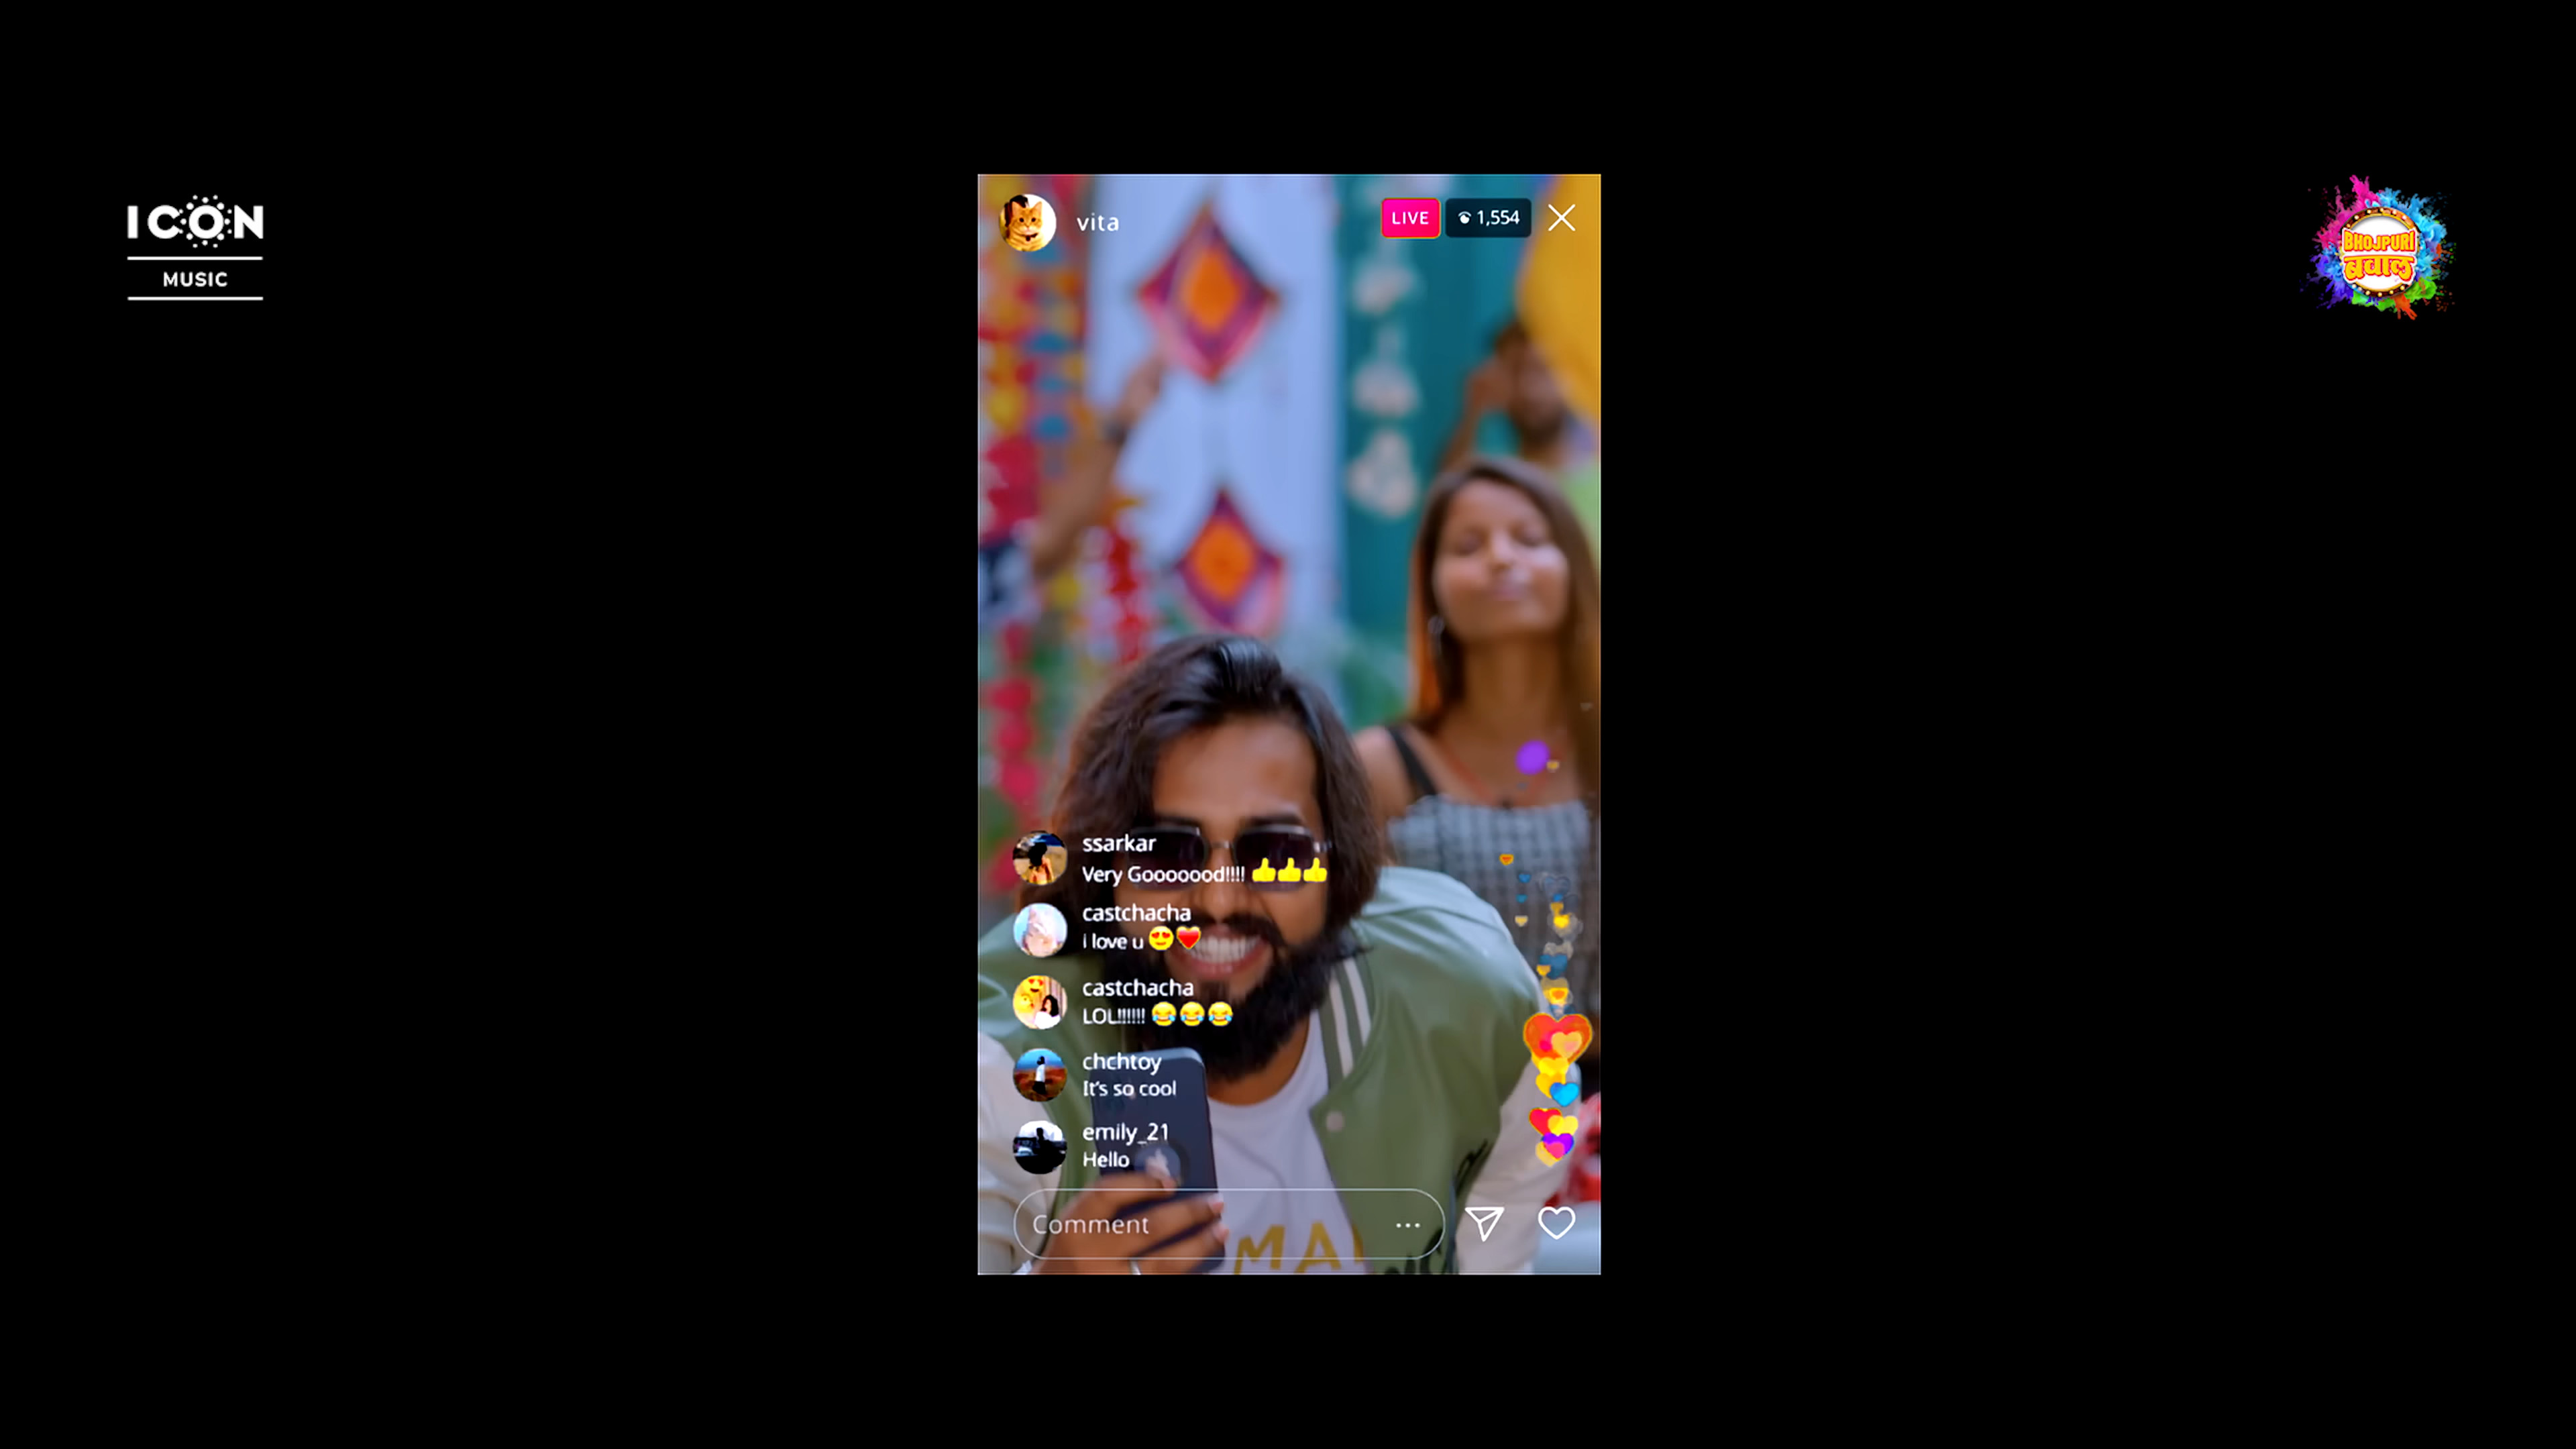 ICON
MUSIC
BHOJPURI
बवाल
vita
LIVE
1,554
ssarkar
Very Gooooood!!!! 👍👍👍
castchacha
i love u 😍❤️
castchacha
LOL!!!!!! 😂😂😂
chchtoy
It's so cool
emily_21
Hello
Comment
MA